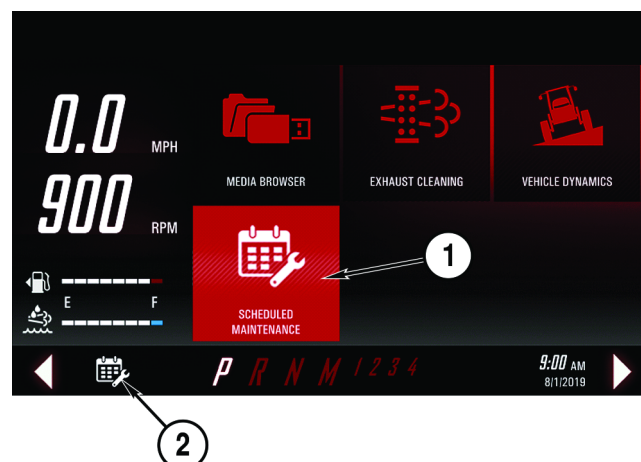 0.0 MPH
900 RPM
E F
MEDIA BROWSER
EXHAUST CLEANING
VEHICLE DYNAMICS
SCHEDULED
MAINTENANCE
1
P R N M 1 2 3 4
9:00 AM
8/1/2019
2